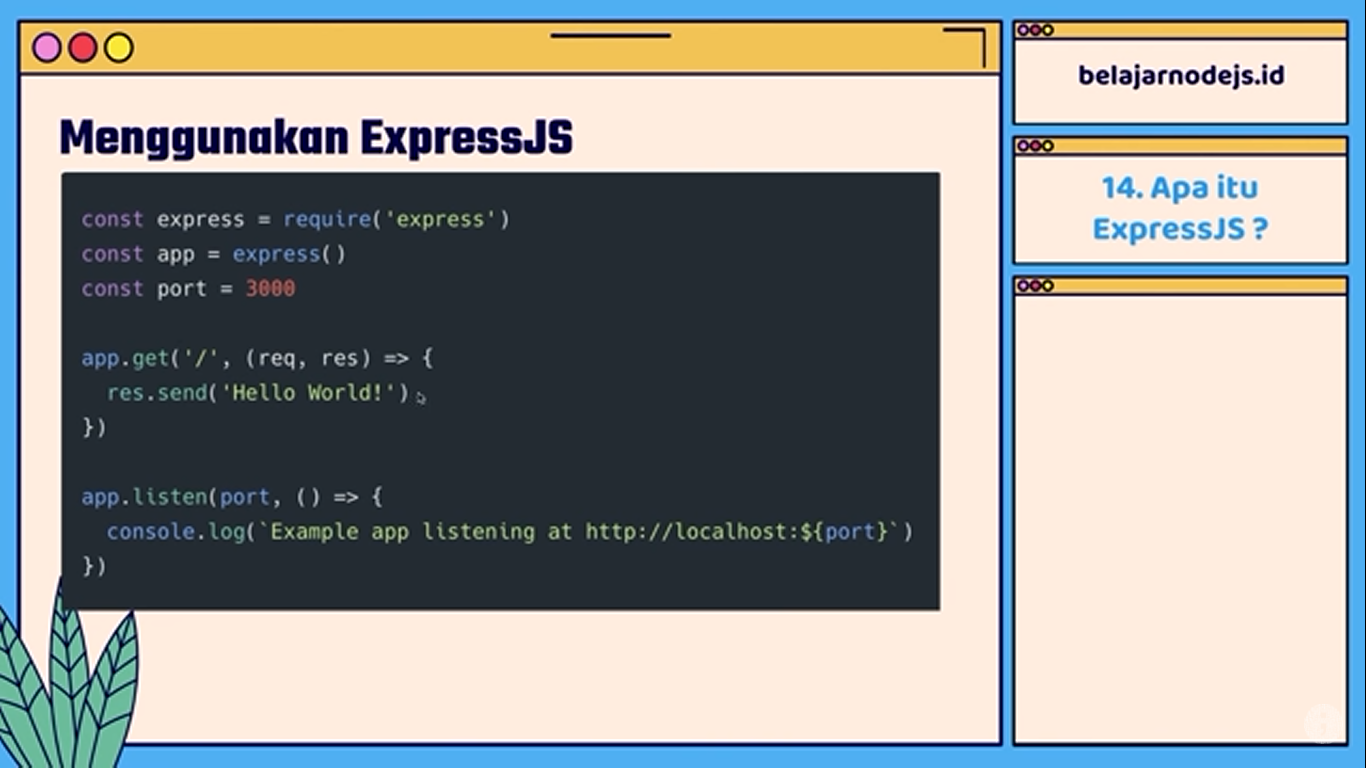 Menggunakan ExpressJS
const express = require('express')
const app = express()
const port = 3000
app.get('/', (req, res) => {
  res.send('Hello World!')
})
app.listen(port, () => {
  console.log(`Example app listening at http://localhost:${port}`)
})
belajarnodejs.id
14. Apa itu
ExpressJS ?